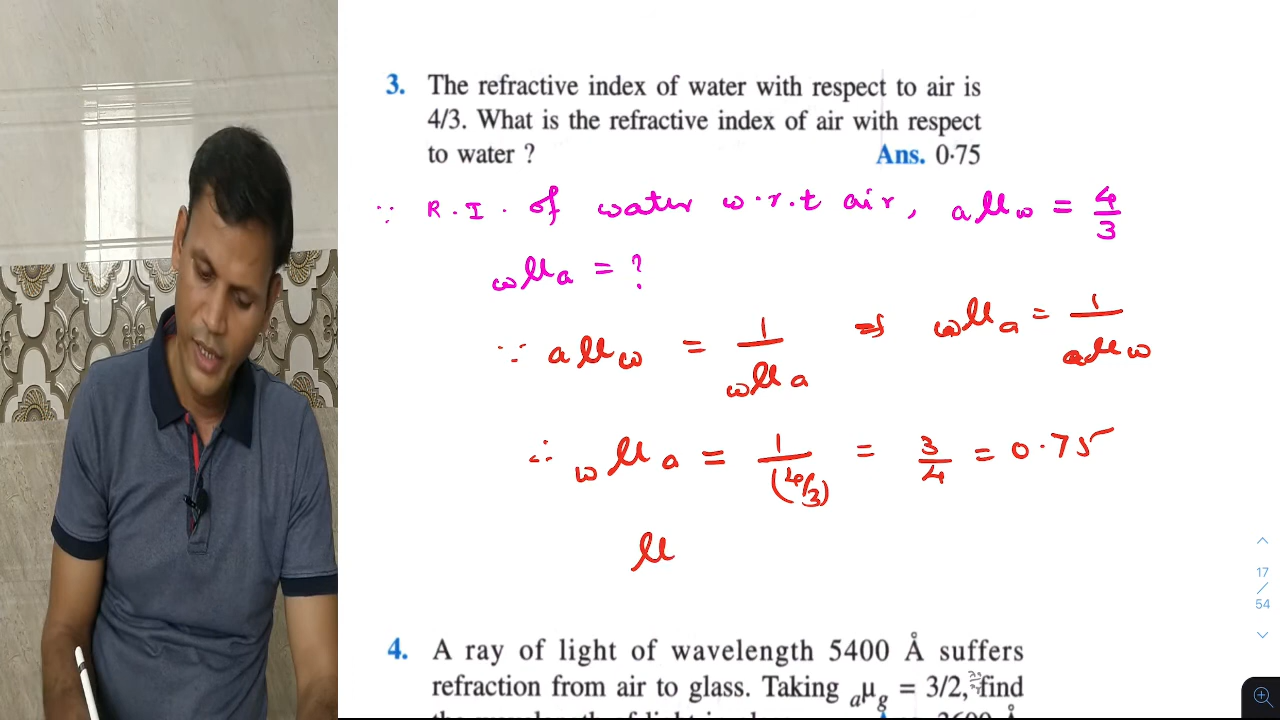 3. The refractive index of water with respect to air is
4/3. What is the refractive index of air with respect
to water ? Ans. 0·75
∵ R.I. of water w.r.t air, aμw = 4/3
wμa = ?
∵ aμw = 1/wμa ⇒ wμa = 1/aμw
∴ wμa = 1/(4/3) = 3/4 = 0.75
μ
17
/
54
4. A ray of light of wavelength 5400 Å suffers
refraction from air to glass. Taking aμg = 3/2, find